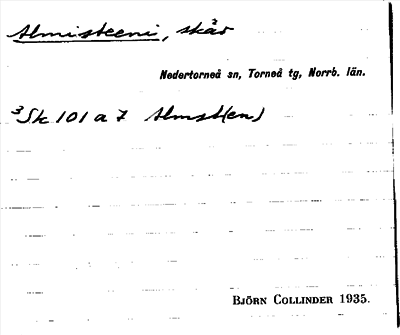 Almisteeni, skär
Nedertorneå sn, Torneå tg, Norrb. län.
³Sk 101 a 7 Almst(en)
BJÖRN COLLINDER 1935.